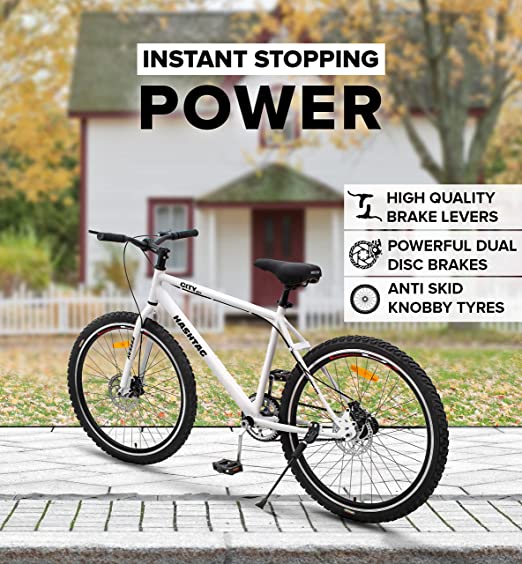 INSTANT STOPPING
POWER
HIGH QUALITY
BRAKE LEVERS
POWERFUL DUAL
DISC BRAKES
ANTI SKID
KNOBBY TYRES
CITY
HASHTAG